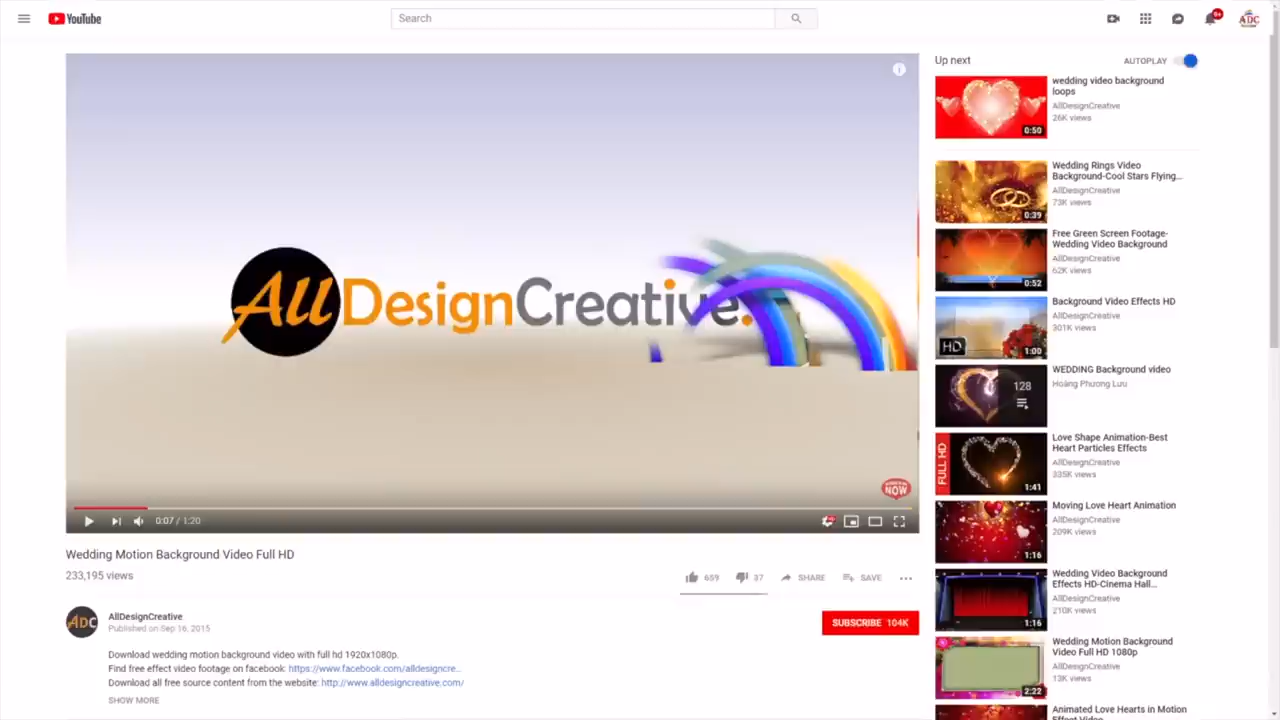 YouTube
Search
9+
ADC
i
AllDesignCreative.
NOW
0:07 / 1:20
Wedding Motion Background Video Full HD
233,195 views
659
37
SHARE
SAVE
ADC
AllDesignCreative
Published on Sep 16, 2015
SUBSCRIBE 104K
Download wedding motion background video with full hd 1920x1080p.
Find free effect video footage on facebook: https://www.facebook.com/alldesigncre...
Download all free source content from the website: http://www.alldesigncreative.com/
SHOW MORE
Up next
AUTOPLAY
0:50
wedding video background
loops
AllDesignCreative
26K views
0:39
Wedding Rings Video
Background-Cool Stars Flying...
AllDesignCreative
73K views
0:52
Free Green Screen Footage-
Wedding Video Background
AllDesignCreative
62K views
HD
1:00
Background Video Effects HD
AllDesignCreative
301K views
128
WEDDING Background video
Hoàng Phương Lưu
FULL HD
1:41
Love Shape Animation-Best
Heart Particles Effects
AllDesignCreative
335K views
1:16
Moving Love Heart Animation
AllDesignCreative
209K views
1:16
Wedding Video Background
Effects HD-Cinema Hall...
AllDesignCreative
210K views
2:22
Wedding Motion Background
Video Full HD 1080p
AllDesignCreative
13K views
Animated Love Hearts in Motion
Effect Video